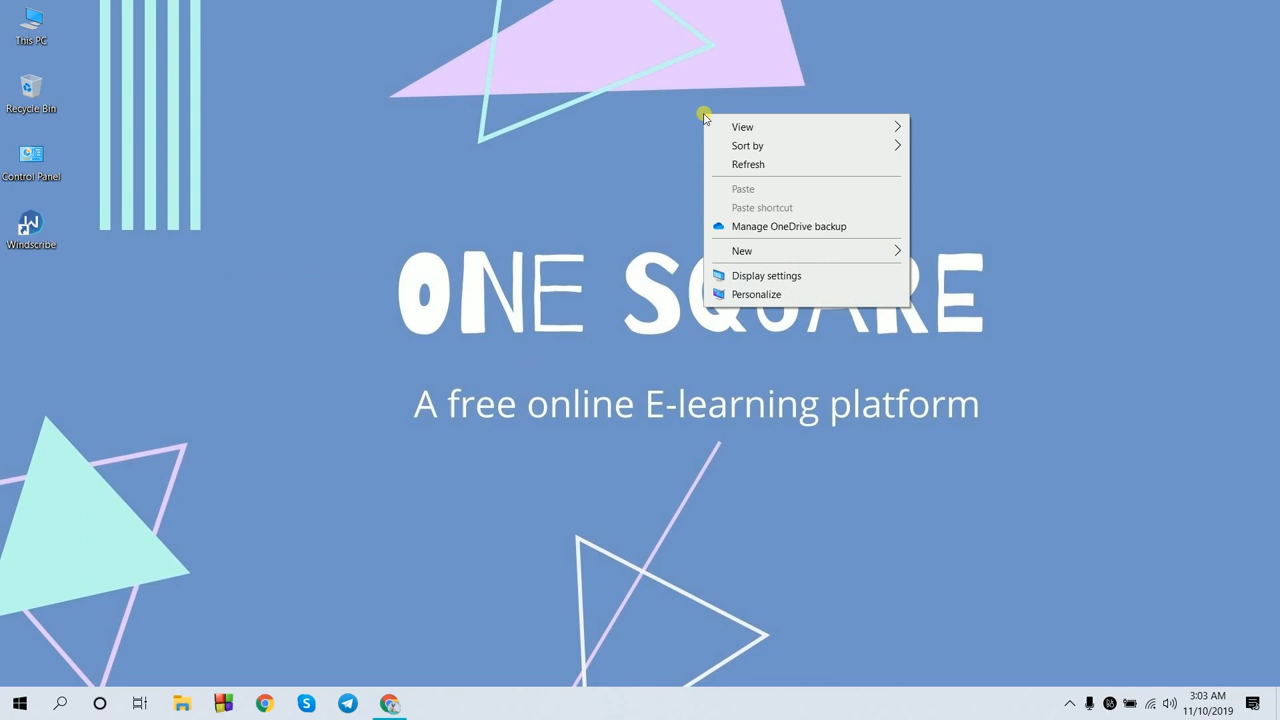 This PC
Recycle Bin
Control Panel
Windscribe
View
Sort by
Refresh
Paste
Paste shortcut
Manage OneDrive backup
New
Display settings
Personalize
ONE SQUARE
A free online E-learning platform
3:03 AM
11/10/2019